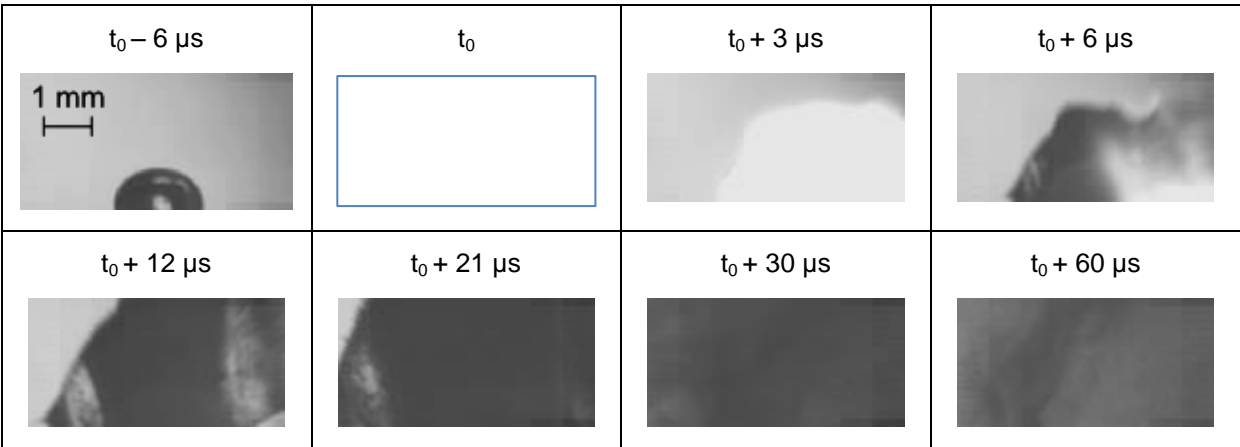 t₀ – 6 µs
t₀
t₀ + 3 µs
t₀ + 6 µs
1 mm
t₀ + 12 µs
t₀ + 21 µs
t₀ + 30 µs
t₀ + 60 µs